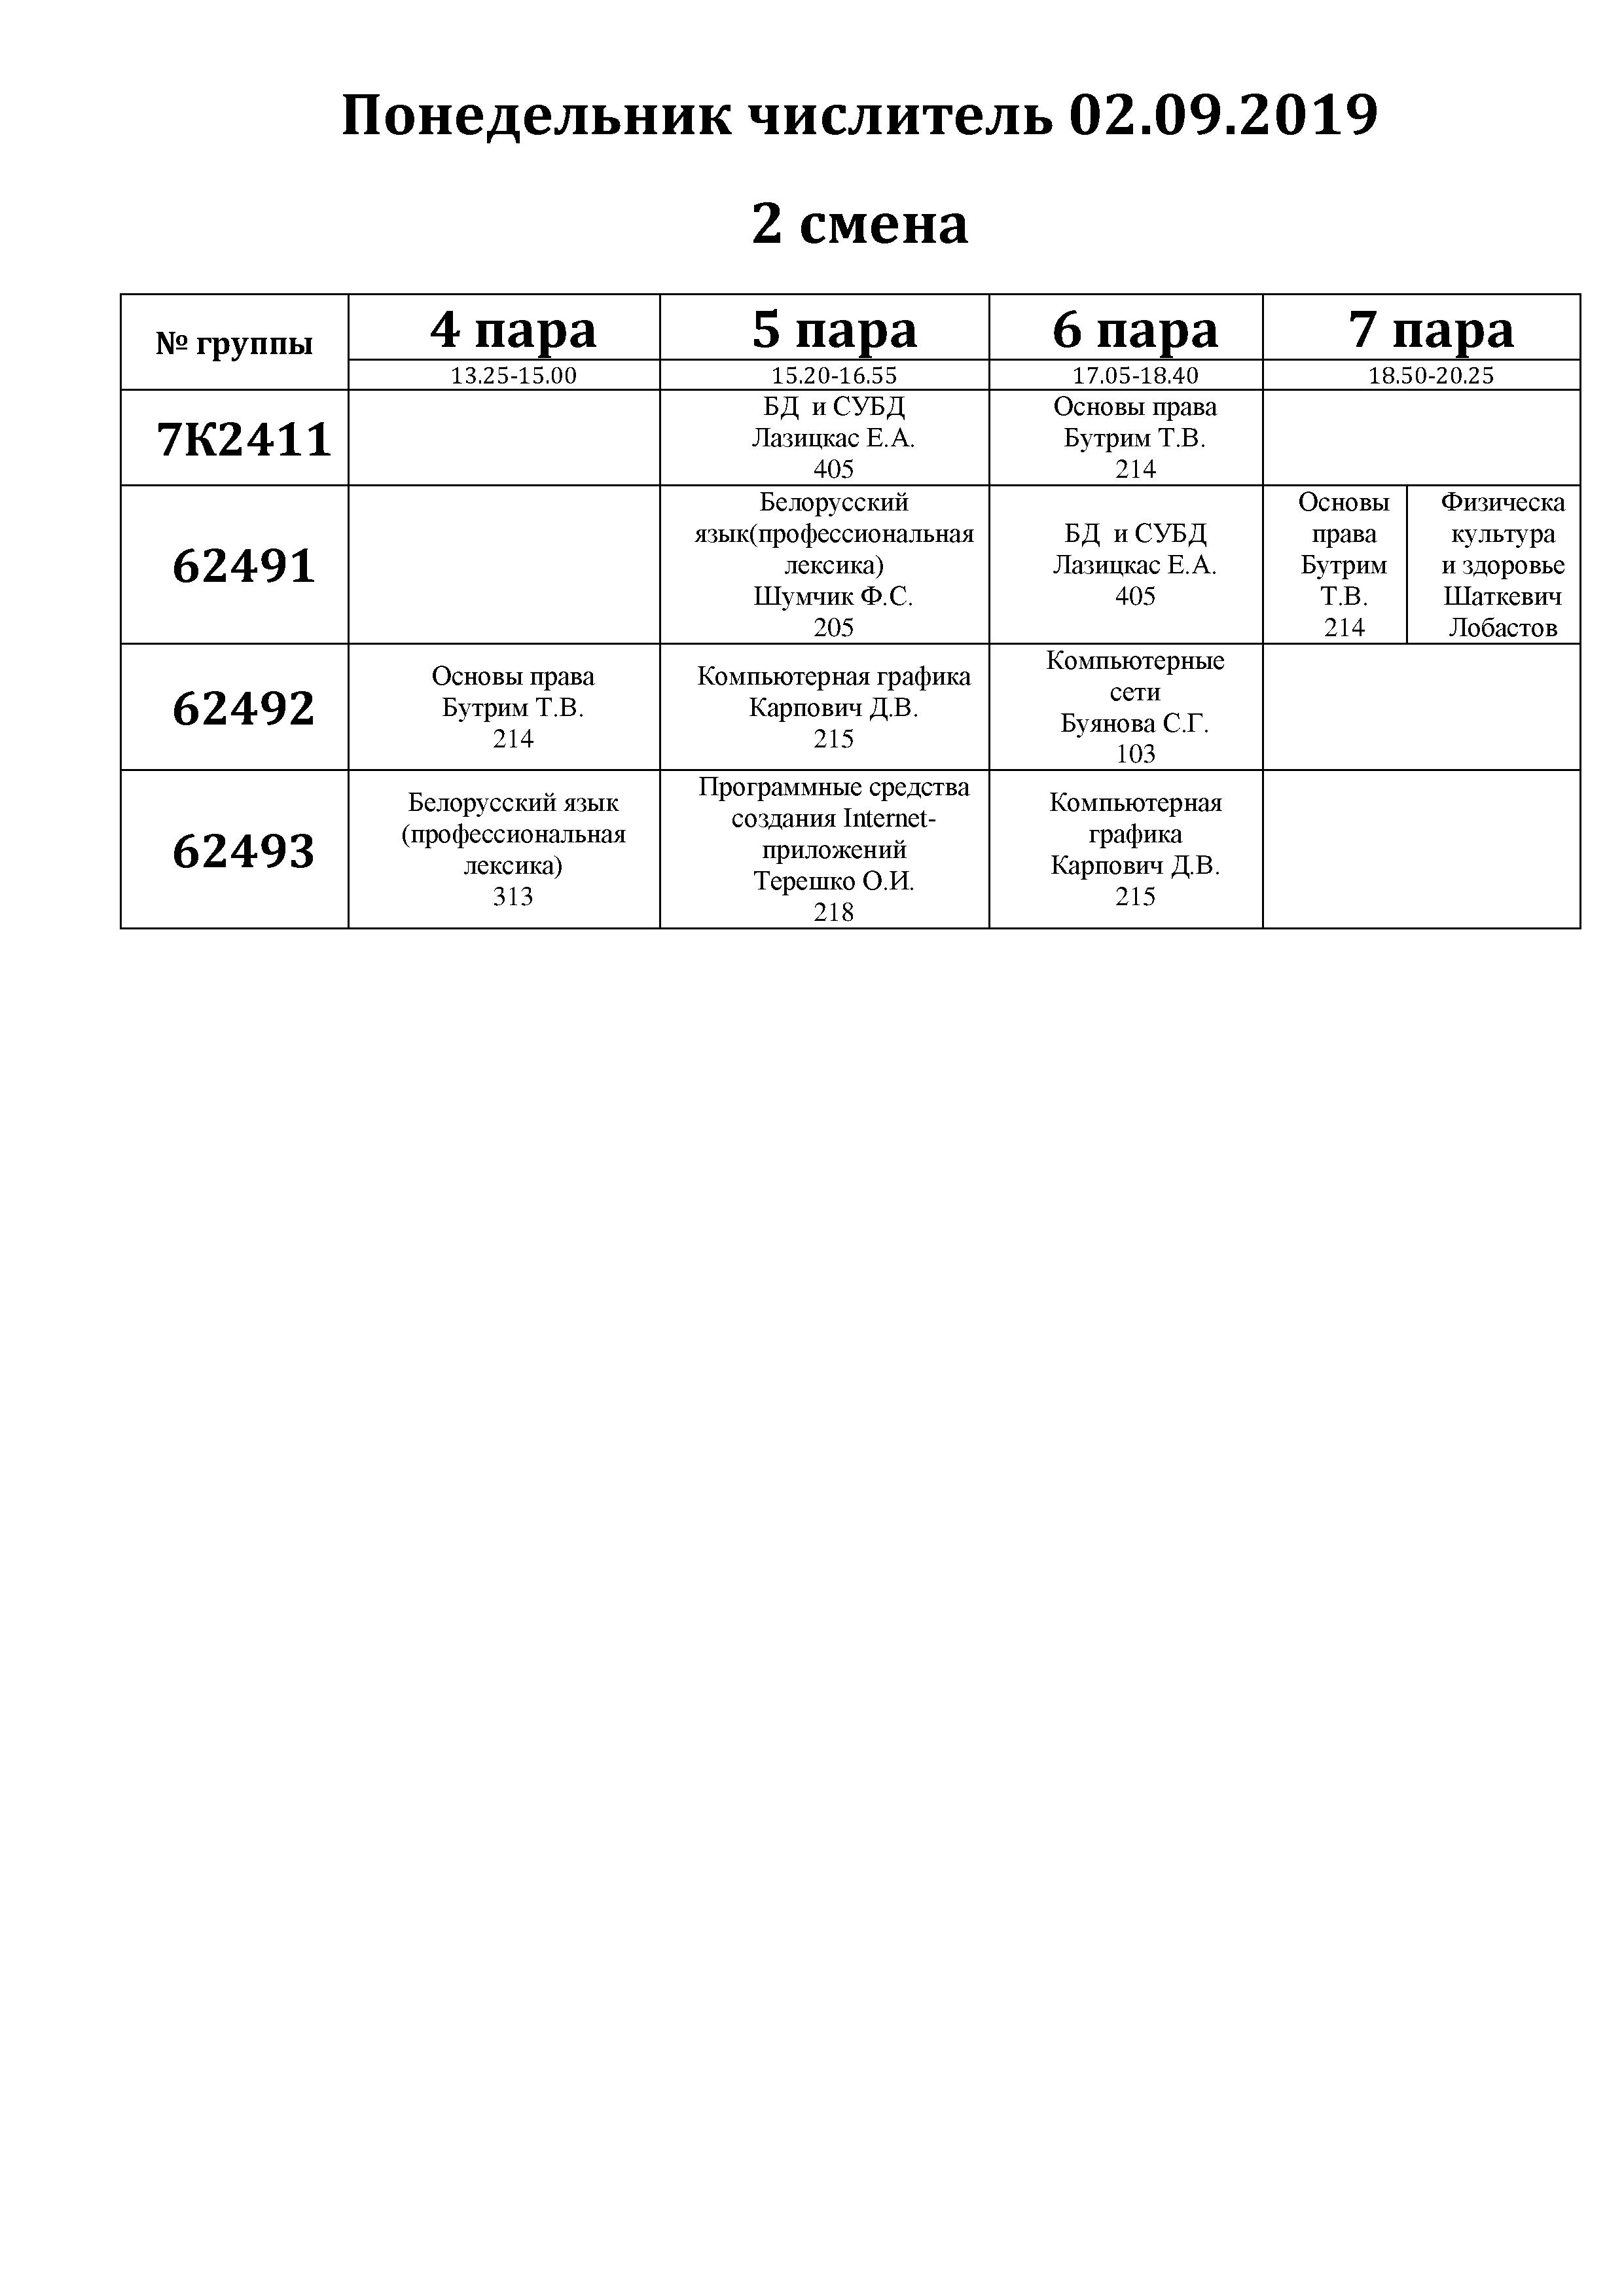 Понедельник числитель 02.09.2019
2 смена
№ группы
4 пара
5 пара
6 пара
7 пара
13.25-15.00
15.20-16.55
17.05-18.40
18.50-20.25
7К2411
БД  и СУБД
Лазицкас Е.А.
405
Основы права
Бутрим Т.В.
214
62491
Белорусский
язык(профессиональная
лексика)
Шумчик Ф.С.
205
БД  и СУБД
Лазицкас Е.А.
405
Основы
права
Бутрим
Т.В.
214
Физическа
культура
и здоровье
Шаткевич
Лобастов
62492
Основы права
Бутрим Т.В.
214
Компьютерная графика
Карпович Д.В.
215
Компьютерные
сети
Буянова С.Г.
103
62493
Белорусский язык
(профессиональная
лексика)
313
Программные средства
создания Internet-
приложений
Терешко О.И.
218
Компьютерная
графика
Карпович Д.В.
215